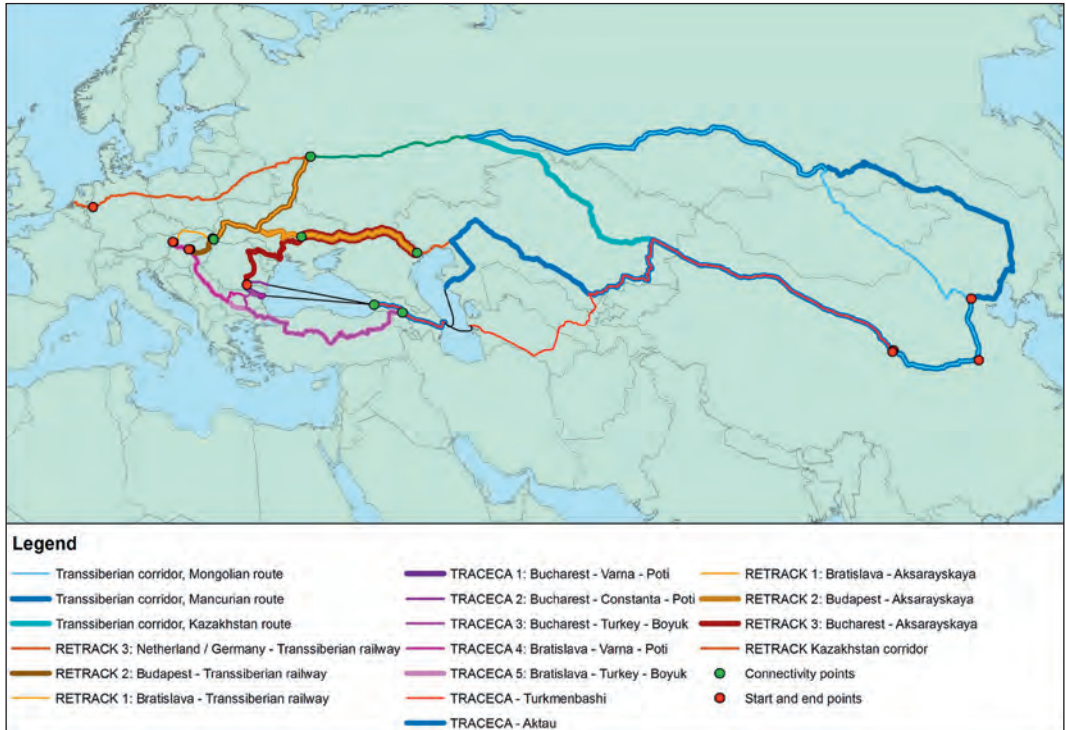 Legend
Transsiberian corridor, Mongolian route
Transsiberian corridor, Mancurian route
Transsiberian corridor, Kazakhstan route
RETRACK 3: Netherland / Germany - Transsiberian railway
RETRACK 2: Budapest - Transsiberian railway
RETRACK 1: Bratislava - Transsiberian railway
TRACECA 1: Bucharest - Varna - Poti
TRACECA 2: Bucharest - Constanta - Poti
TRACECA 3: Bucharest - Turkey - Boyuk
TRACECA 4: Bratislava - Varna - Poti
TRACECA 5: Bratislava - Turkey - Boyuk
TRACECA - Turkmenbashi
TRACECA - Aktau
RETRACK 1: Bratislava - Aksarayskaya
RETRACK 2: Budapest - Aksarayskaya
RETRACK 3: Bucharest - Aksarayskaya
RETRACK Kazakhstan corridor
Connectivity points
Start and end points